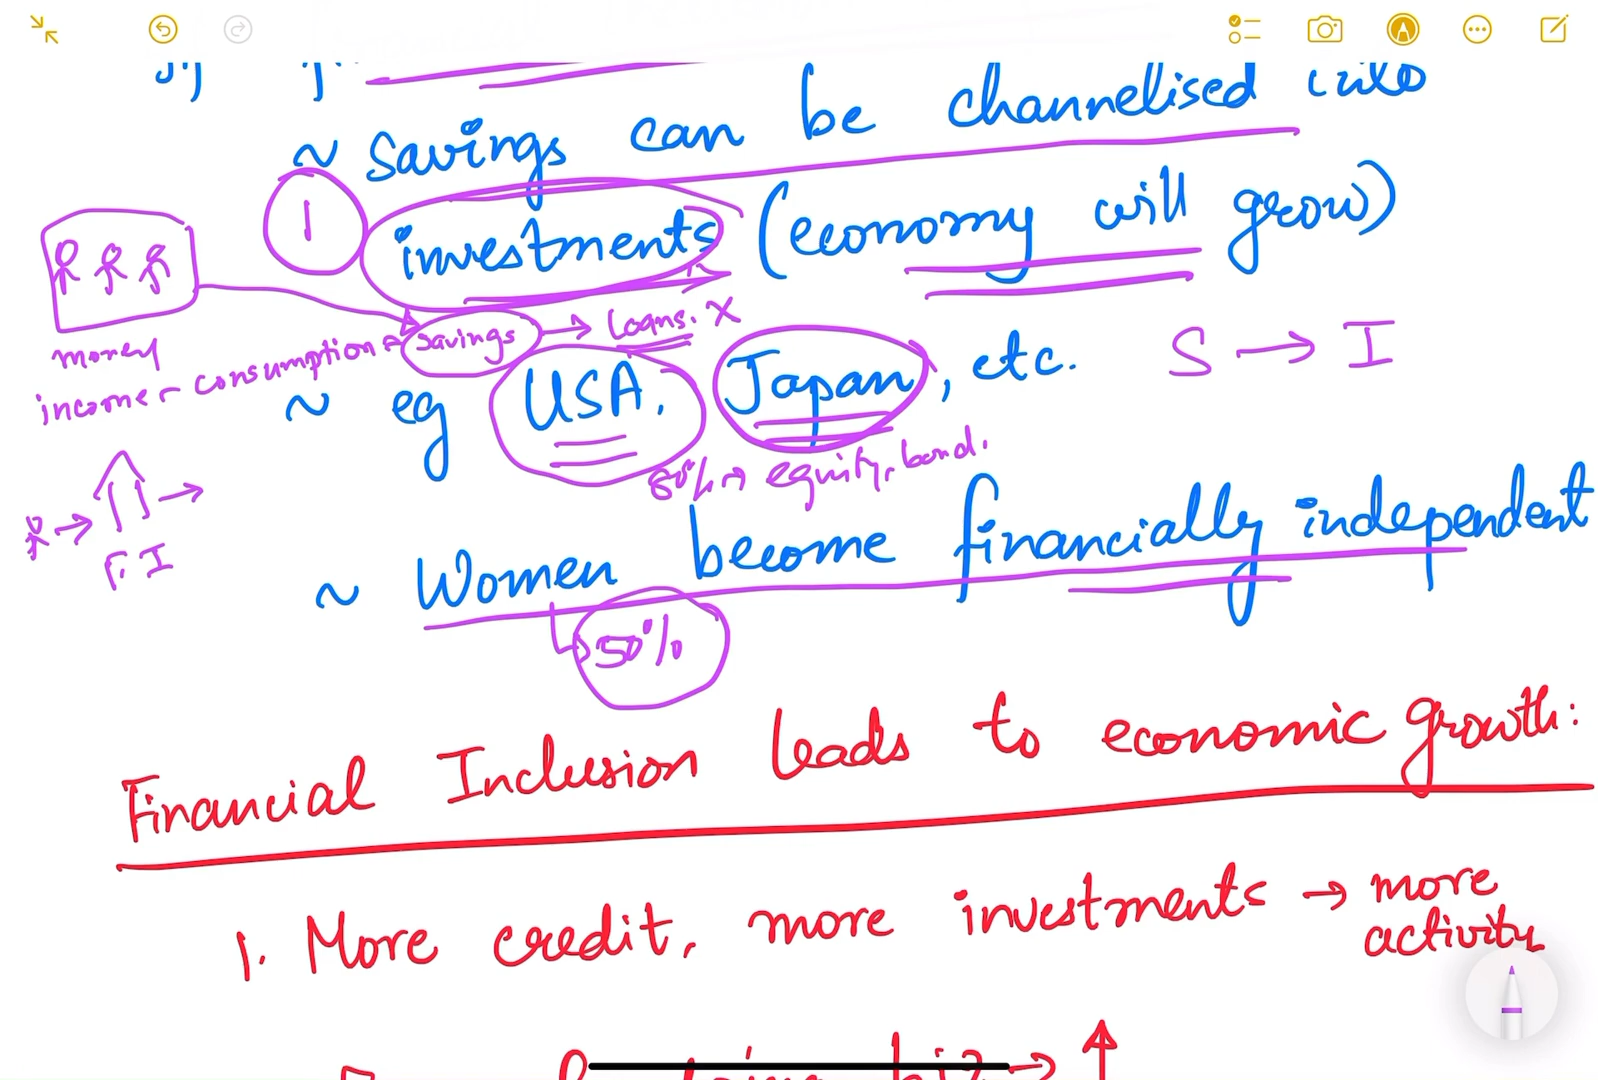 ~ Savings can be channelised into
1 investments (economy will grow)
money
income - consumption = savings → loans. X
~ eg USA, Japan, etc. S → I
80% → equity, bond.
F.I
~ Women become financially independent
↳ 50%
Financial Inclusion leads to economic growth:
1. More credit, more investments → more
activity